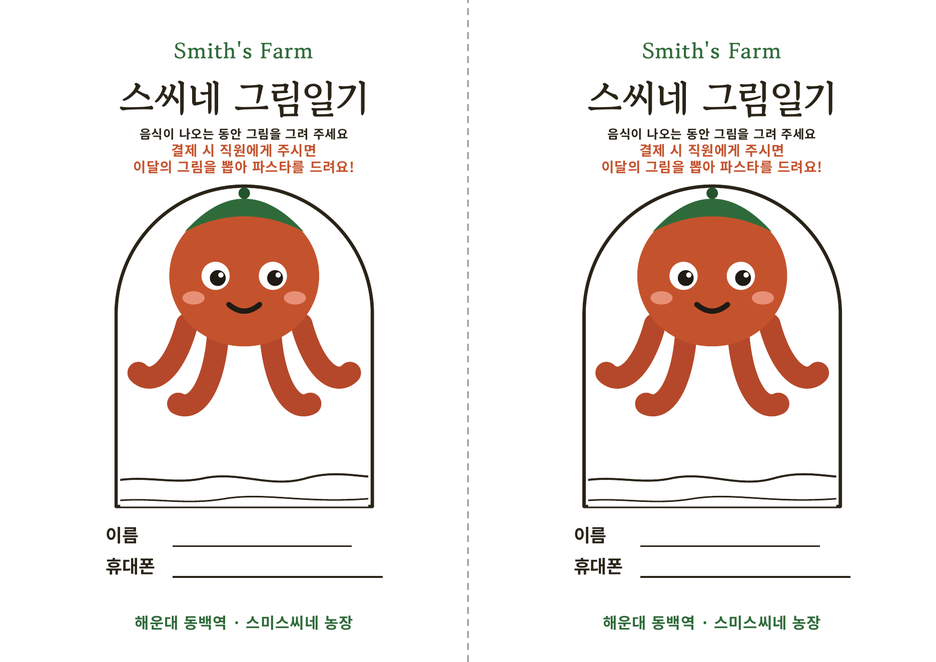 Smith's Farm
스씨네 그림일기
음식이 나오는 동안 그림을 그려 주세요
결제 시 직원에게 주시면
이달의 그림을 뽑아 파스타를 드려요!
이름
휴대폰
해운대 동백역 · 스미스씨네 농장
Smith's Farm
스씨네 그림일기
음식이 나오는 동안 그림을 그려 주세요
결제 시 직원에게 주시면
이달의 그림을 뽑아 파스타를 드려요!
이름
휴대폰
해운대 동백역 · 스미스씨네 농장